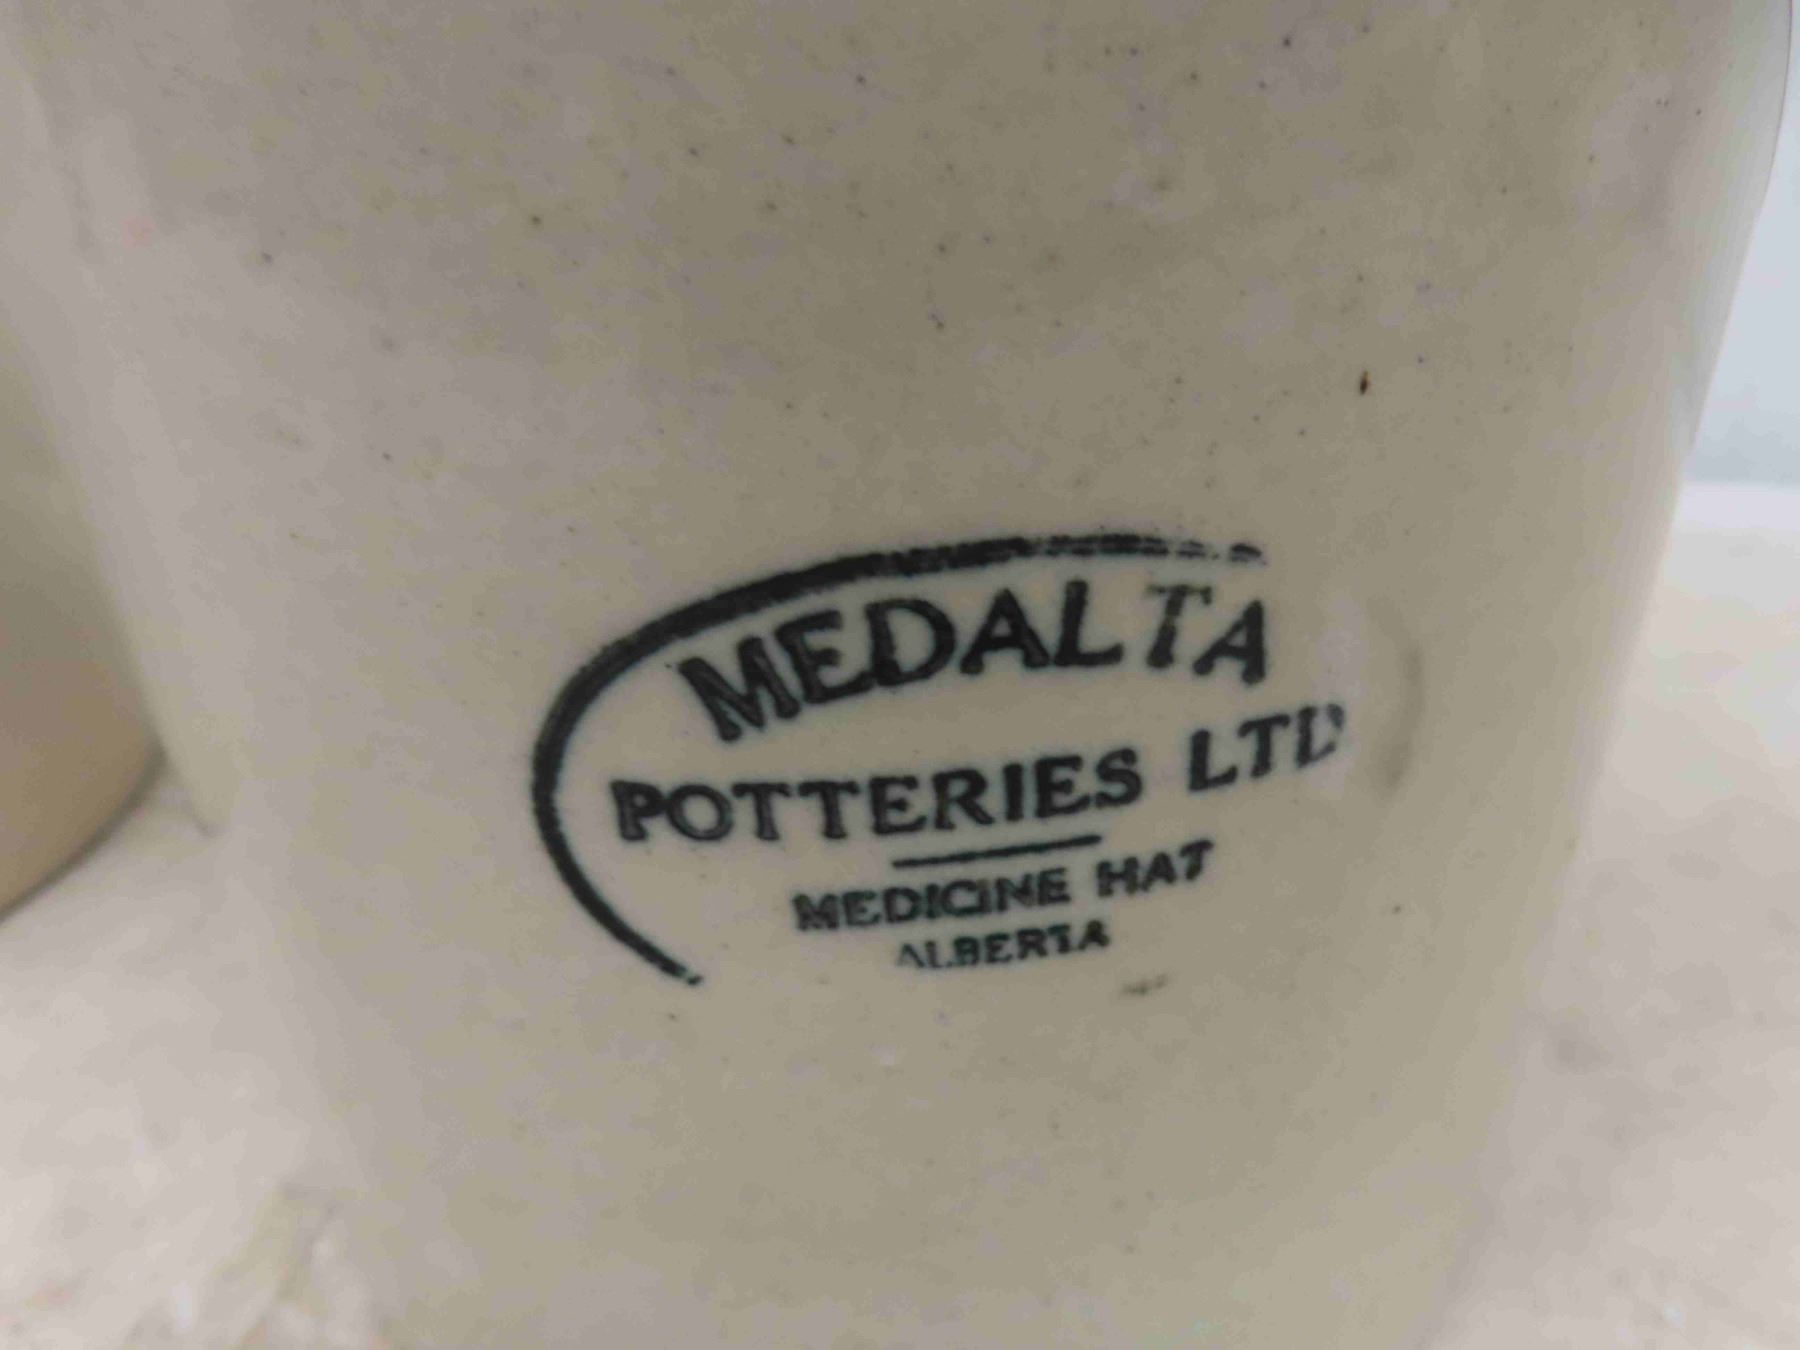 MEDALTA
POTTERIES LTD
MEDICINE HAT
ALBERTA